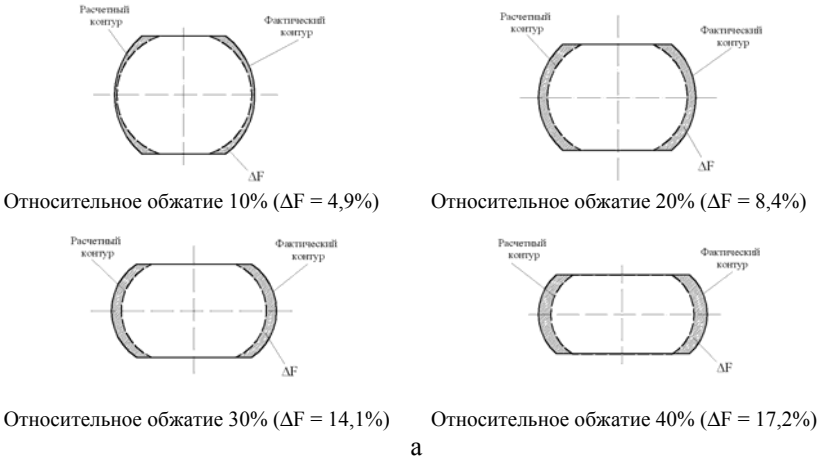 Расчетный
контур
Фактический
контур
ΔF
Относительное обжатие 10% (ΔF = 4,9%)
Расчетный
контур
Фактический
контур
ΔF
Относительное обжатие 20% (ΔF = 8,4%)
Расчетный
контур
Фактический
контур
ΔF
Относительное обжатие 30% (ΔF = 14,1%)
Расчетный
контур
Фактический
контур
ΔF
Относительное обжатие 40% (ΔF = 17,2%)
а